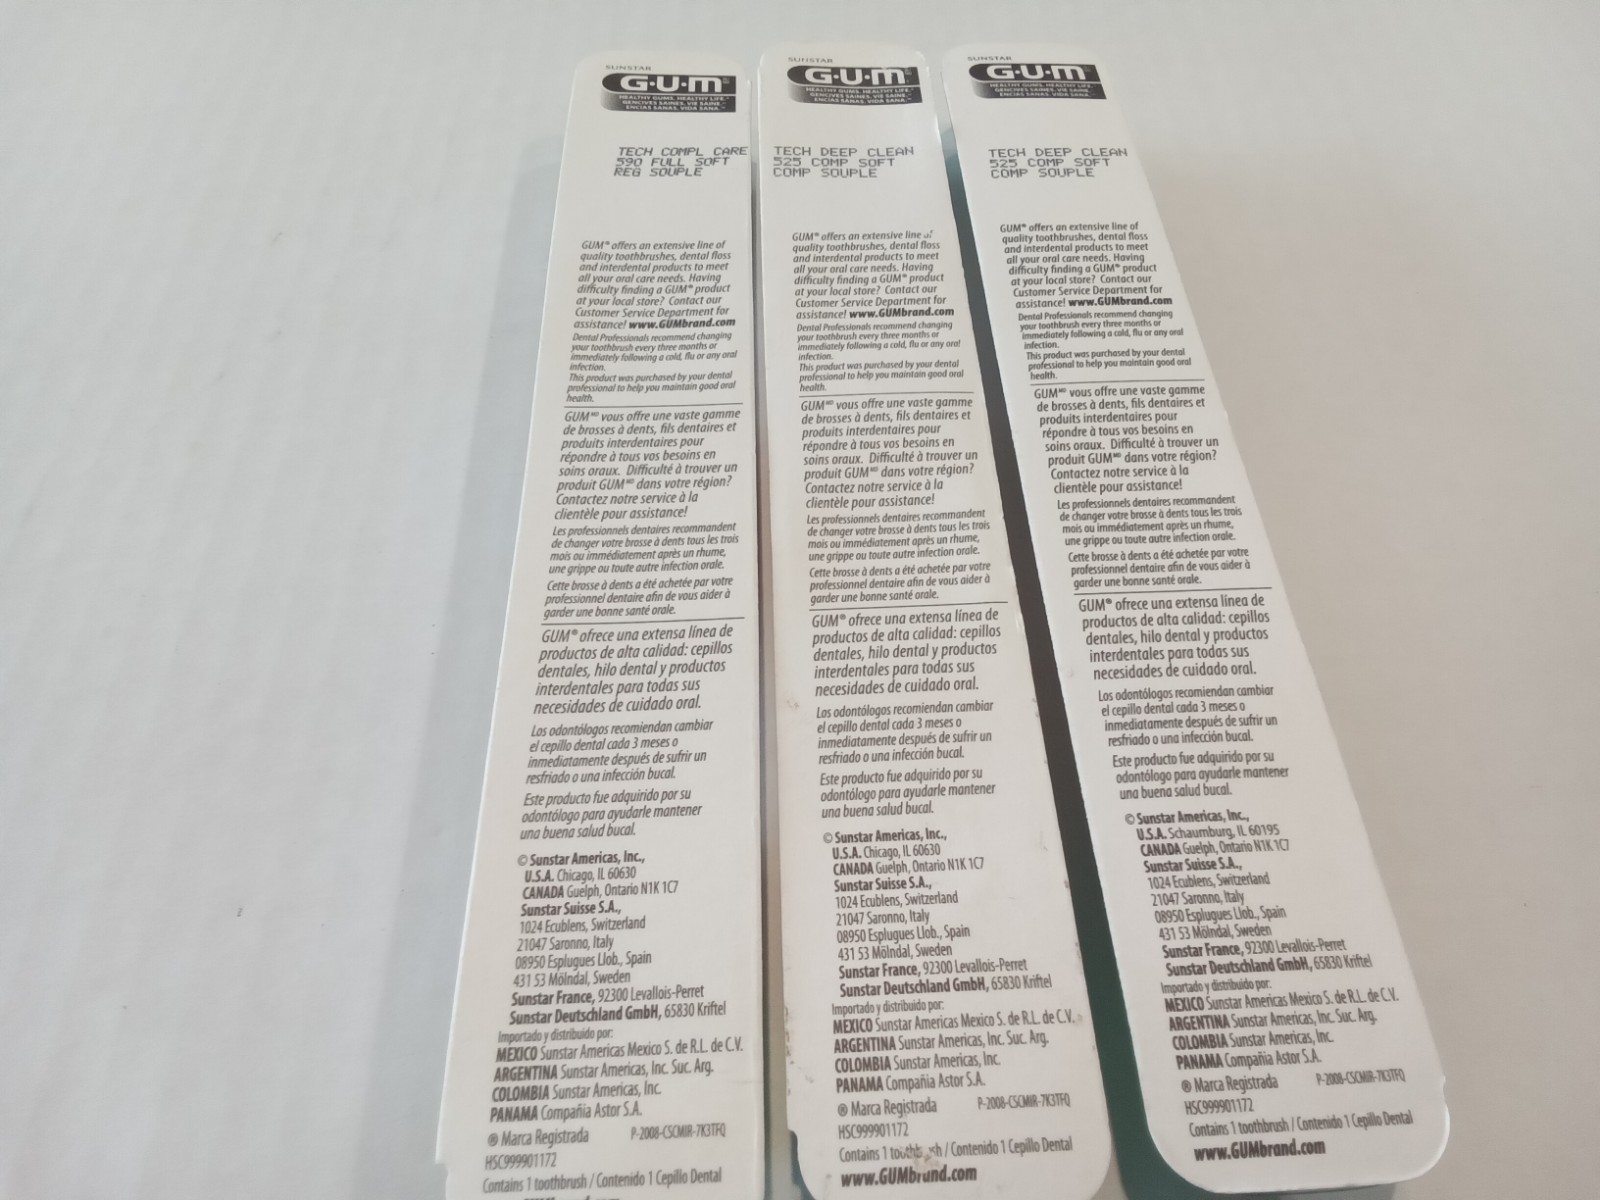 SUNSTAR
G·U·M
HEALTHY GUMS. HEALTHY LIFE.™
GENCIVES SAINES. VIE SAINE.™
ENCÍAS SANAS. VIDA SANA.™
TECH COMPL CARE
590 FULL SOFT
REG SOUPLE
GUM® offers an extensive line of
quality toothbrushes, dental floss
and interdental products to meet
all your oral care needs. Having
difficulty finding a GUM® product
at your local store? Contact our
Customer Service Department for
assistance! www.GUMbrand.com
Dental Professionals recommend changing
your toothbrush every three months or
immediately following a cold, flu or any oral
infection.
This product was purchased by your dental
professional to help you maintain good oral
health.
GUM MD vous offre une vaste gamme
de brosses à dents, fils dentaires et
produits interdentaires pour
répondre à tous vos besoins en
soins oraux. Difficulté à trouver un
produit GUM MD dans votre région?
Contactez notre service à la
clientèle pour assistance!
Les professionnels dentaires recommandent
de changer votre brosse à dents tous les trois
mois ou immédiatement après un rhume,
une grippe ou toute autre infection orale.
Cette brosse à dents a été achetée par votre
professionnel dentaire afin de vous aider à
garder une bonne santé orale.
GUM® ofrece una extensa línea de
productos de alta calidad: cepillos
dentales, hilo dental y productos
interdentales para todas sus
necesidades de cuidado oral.
Los odontólogos recomiendan cambiar
el cepillo dental cada 3 meses o
inmediatamente después de sufrir un
resfriado o una infección bucal.
Este producto fue adquirido por su
odontólogo para ayudarle mantener
una buena salud bucal.
© Sunstar Americas, Inc.,
U.S.A. Chicago, IL 60630
CANADA Guelph, Ontario N1K 1C7
Sunstar Suisse S.A.,
1024 Ecublens, Switzerland
21047 Saronno, Italy
08950 Esplugues Llob., Spain
431 53 Mölndal, Sweden
Sunstar France, 92300 Levallois-Perret
Sunstar Deutschland GmbH, 65830 Kriftel
Importado y distribuido por:
MEXICO Sunstar Americas Mexico S. de R.L. de C.V.
ARGENTINA Sunstar Americas, Inc. Suc. Arg.
COLOMBIA Sunstar Americas, Inc.
PANAMA Compañia Astor S.A.
® Marca Registrada P-2008-CSCMIR-7K3TFQ
HSC999901172
Contains 1 toothbrush / Contenido 1 Cepillo Dental
SUNSTAR
G·U·M
HEALTHY GUMS. HEALTHY LIFE.™
GENCIVES SAINES. VIE SAINE.™
ENCÍAS SANAS. VIDA SANA.™
TECH DEEP CLEAN
525 COMP SOFT
COMP SOUPLE
GUM® offers an extensive line of
quality toothbrushes, dental floss
and interdental products to meet
all your oral care needs. Having
difficulty finding a GUM® product
at your local store? Contact our
Customer Service Department for
assistance! www.GUMbrand.com
Dental Professionals recommend changing
your toothbrush every three months or
immediately following a cold, flu or any oral
infection.
This product was purchased by your dental
professional to help you maintain good oral
health.
GUM MD vous offre une vaste gamme
de brosses à dents, fils dentaires et
produits interdentaires pour
répondre à tous vos besoins en
soins oraux. Difficulté à trouver un
produit GUM MD dans votre région?
Contactez notre service à la
clientèle pour assistance!
Les professionnels dentaires recommandent
de changer votre brosse à dents tous les trois
mois ou immédiatement après un rhume,
une grippe ou toute autre infection orale.
Cette brosse à dents a été achetée par votre
professionnel dentaire afin de vous aider à
garder une bonne santé orale.
GUM® ofrece una extensa línea de
productos de alta calidad: cepillos
dentales, hilo dental y productos
interdentales para todas sus
necesidades de cuidado oral.
Los odontólogos recomiendan cambiar
el cepillo dental cada 3 meses o
inmediatamente después de sufrir un
resfriado o una infección bucal.
Este producto fue adquirido por su
odontólogo para ayudarle mantener
una buena salud bucal.
© Sunstar Americas, Inc.,
U.S.A. Chicago, IL 60630
CANADA Guelph, Ontario N1K 1C7
Sunstar Suisse S.A.,
1024 Ecublens, Switzerland
21047 Saronno, Italy
08950 Esplugues Llob., Spain
431 53 Mölndal, Sweden
Sunstar France, 92300 Levallois-Perret
Sunstar Deutschland GmbH, 65830 Kriftel
Importado y distribuido por:
MEXICO Sunstar Americas Mexico S. de R.L. de C.V.
ARGENTINA Sunstar Americas, Inc. Suc. Arg.
COLOMBIA Sunstar Americas, Inc.
PANAMA Compañia Astor S.A.
® Marca Registrada P-2008-CSCMIR-7K3TFQ
HSC999901172
Contains 1 toothbrush / Contenido 1 Cepillo Dental
www.GUMbrand.com
SUNSTAR
G·U·M
HEALTHY GUMS. HEALTHY LIFE.™
GENCIVES SAINES. VIE SAINE.™
ENCÍAS SANAS. VIDA SANA.™
TECH DEEP CLEAN
525 COMP SOFT
COMP SOUPLE
GUM® offers an extensive line of
quality toothbrushes, dental floss
and interdental products to meet
all your oral care needs. Having
difficulty finding a GUM® product
at your local store? Contact our
Customer Service Department for
assistance! www.GUMbrand.com
Dental Professionals recommend changing
your toothbrush every three months or
immediately following a cold, flu or any oral
infection.
This product was purchased by your dental
professional to help you maintain good oral
health.
GUM MD vous offre une vaste gamme
de brosses à dents, fils dentaires et
produits interdentaires pour
répondre à tous vos besoins en
soins oraux. Difficulté à trouver un
produit GUM MD dans votre région?
Contactez notre service à la
clientèle pour assistance!
Les professionnels dentaires recommandent
de changer votre brosse à dents tous les trois
mois ou immédiatement après un rhume,
une grippe ou toute autre infection orale.
Cette brosse à dents a été achetée par votre
professionnel dentaire afin de vous aider à
garder une bonne santé orale.
GUM® ofrece una extensa línea de
productos de alta calidad: cepillos
dentales, hilo dental y productos
interdentales para todas sus
necesidades de cuidado oral.
Los odontólogos recomiendan cambiar
el cepillo dental cada 3 meses o
inmediatamente después de sufrir un
resfriado o una infección bucal.
Este producto fue adquirido por su
odontólogo para ayudarle mantener
una buena salud bucal.
© Sunstar Americas, Inc.,
U.S.A. Schaumburg, IL 60195
CANADA Guelph, Ontario N1K 1C7
Sunstar Suisse S.A.,
1024 Ecublens, Switzerland
21047 Saronno, Italy
08950 Esplugues Llob., Spain
431 53 Mölndal, Sweden
Sunstar France, 92300 Levallois-Perret
Sunstar Deutschland GmbH, 65830 Kriftel
Importado y distribuido por:
MEXICO Sunstar Americas Mexico S. de R.L. de C.V.
ARGENTINA Sunstar Americas, Inc. Suc. Arg.
COLOMBIA Sunstar Americas, Inc.
PANAMA Compañia Astor S.A.
® Marca Registrada P-2008-CSCMIR-7K3TFQ
HSC999901172
Contains 1 toothbrush / Contenido 1 Cepillo Dental
www.GUMbrand.com